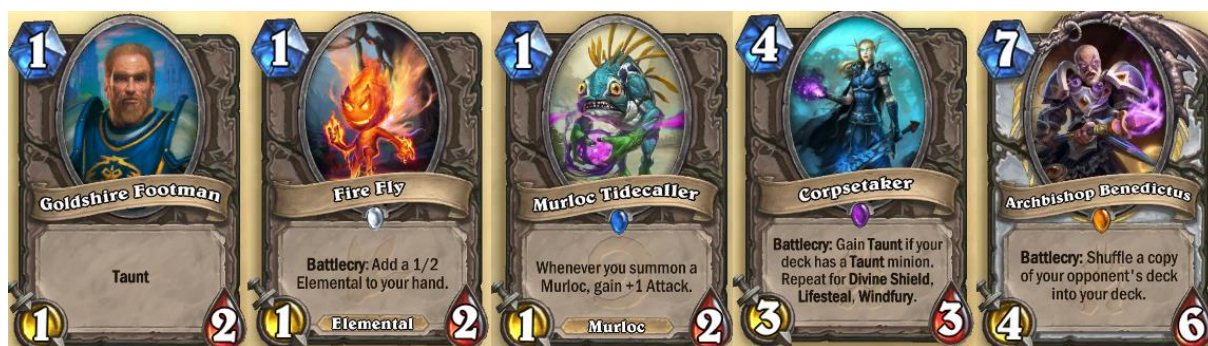 1
Goldshire Footman
Taunt
1
2
1
Fire Fly
Battlecry: Add a 1/2
Elemental to your hand.
1
Elemental
2
1
Murloc Tidecaller
Whenever you summon a
Murloc, gain +1 Attack.
1
Murloc
2
4
Corpsetaker
Battlecry: Gain Taunt if your
deck has a Taunt minion.
Repeat for Divine Shield,
Lifesteal, Windfury.
3
3
7
Archbishop Benedictus
Battlecry: Shuffle a copy
of your opponent's deck
into your deck.
4
6